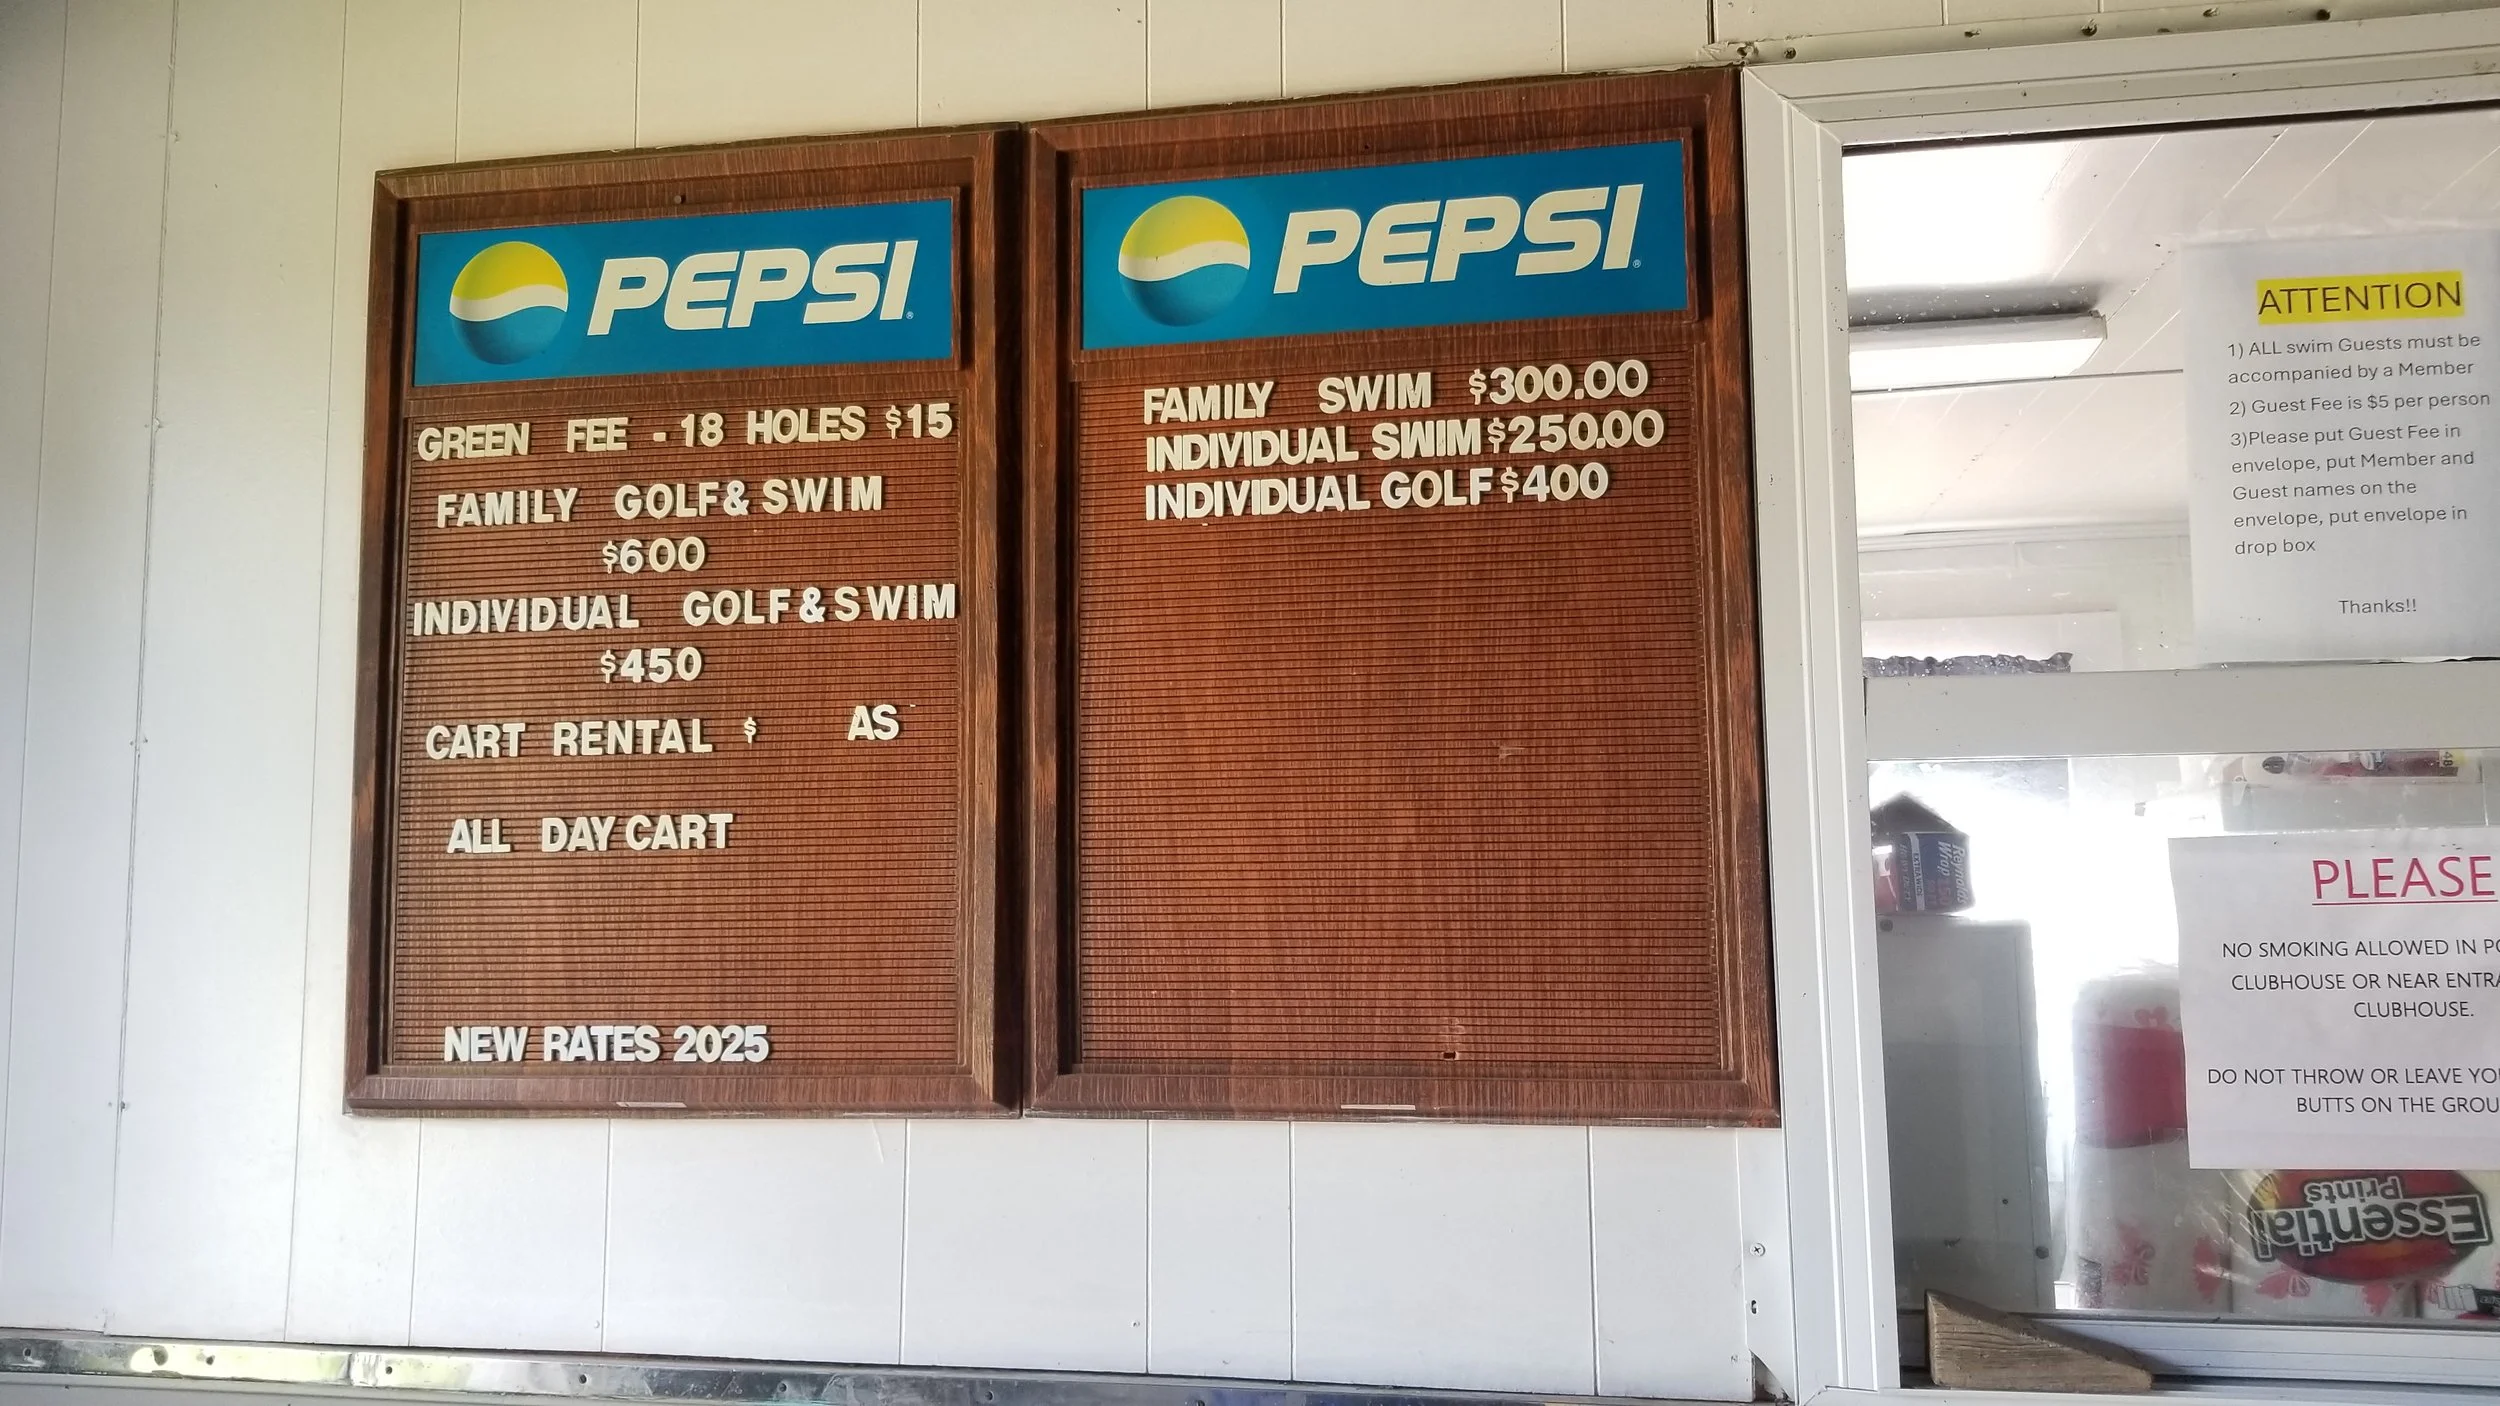 PEPSI
GREEN FEE - 18 HOLES $15
FAMILY GOLF & SWIM
$600
INDIVIDUAL GOLF & SWIM
$450
CART RENTAL $ AS
ALL DAY CART
NEW RATES 2025
PEPSI
FAMILY SWIM $300.00
INDIVIDUAL SWIM $250.00
INDIVIDUAL GOLF $400
ATTENTION
1) ALL swim Guests must be
accompanied by a Member
2) Guest Fee is $5 per person
3)Please put Guest Fee in
envelope, put Member and
Guest names on the
envelope, put envelope in
drop box
Thanks!!
Reynolds
Wrap
PLEASE
NO SMOKING ALLOWED IN
CLUBHOUSE OR NEAR
CLUBHOUSE.
DO NOT THROW OR LEAVE
BUTTS ON THE
Essential
Prints